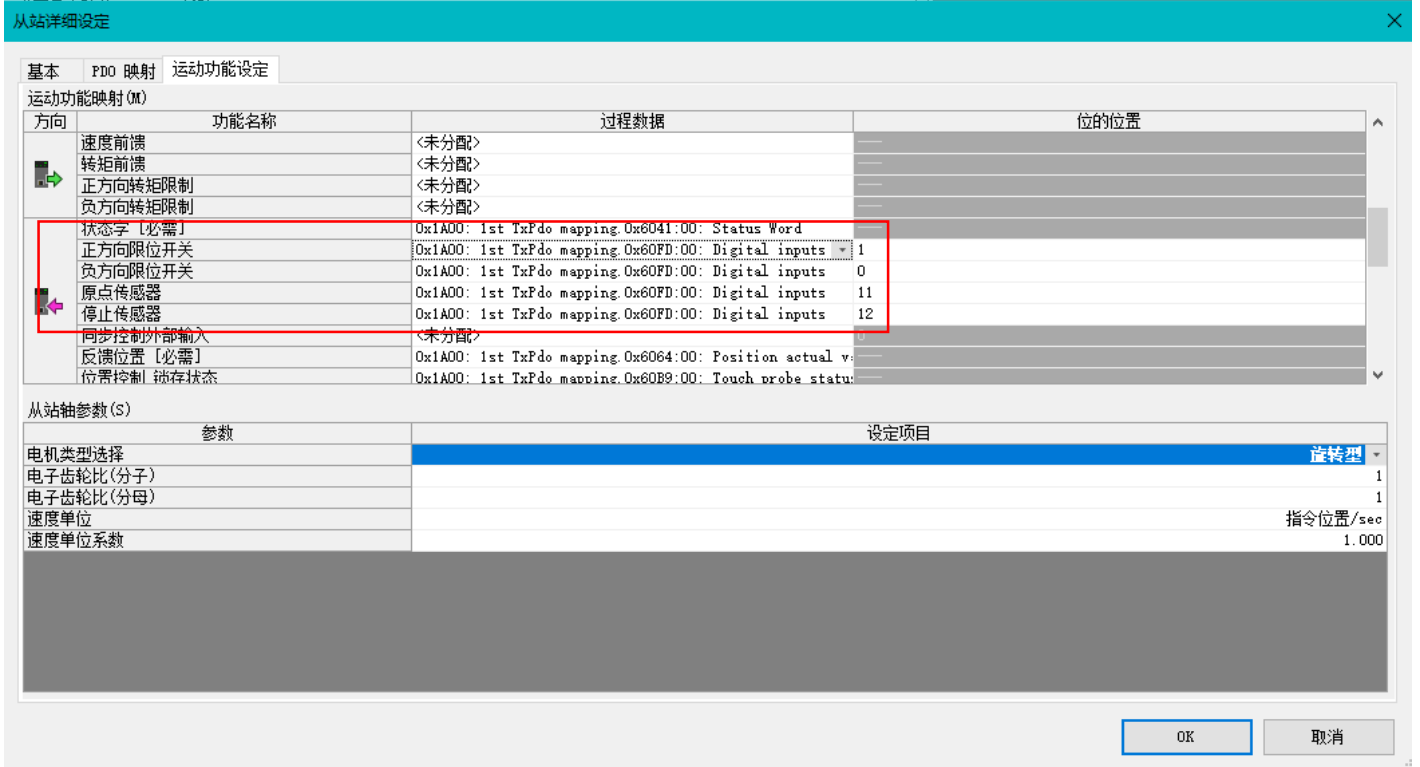 从站详细设定
基本 PDO 映射 运动功能设定
运动功能映射(M)
方向 功能名称 过程数据 位的位置
速度前馈 <未分配>
转矩前馈 <未分配>
正方向转矩限制 <未分配>
负方向转矩限制 <未分配>
状态字 [必需] 0x1A00: 1st TxPdo mapping.0x6041:00: Status Word
正方向限位开关 0x1A00: 1st TxPdo mapping.0x60FD:00: Digital inputs 1
负方向限位开关 0x1A00: 1st TxPdo mapping.0x60FD:00: Digital inputs 0
原点传感器 0x1A00: 1st TxPdo mapping.0x60FD:00: Digital inputs 11
停止传感器 0x1A00: 1st TxPdo mapping.0x60FD:00: Digital inputs 12
同步控制外部输入 <未分配> 0
反馈位置 [必需] 0x1A00: 1st TxPdo mapping.0x6064:00: Position actual v
位置控制 锁存状态 0x1A00: 1st TxPdo mapping.0x60B9:00: Touch probe statu
从站轴参数(S)
参数 设定项目
电机类型选择 旋转型
电子齿轮比(分子) 1
电子齿轮比(分母) 1
速度单位 指令位置/sec
速度单位系数 1.000
OK 取消